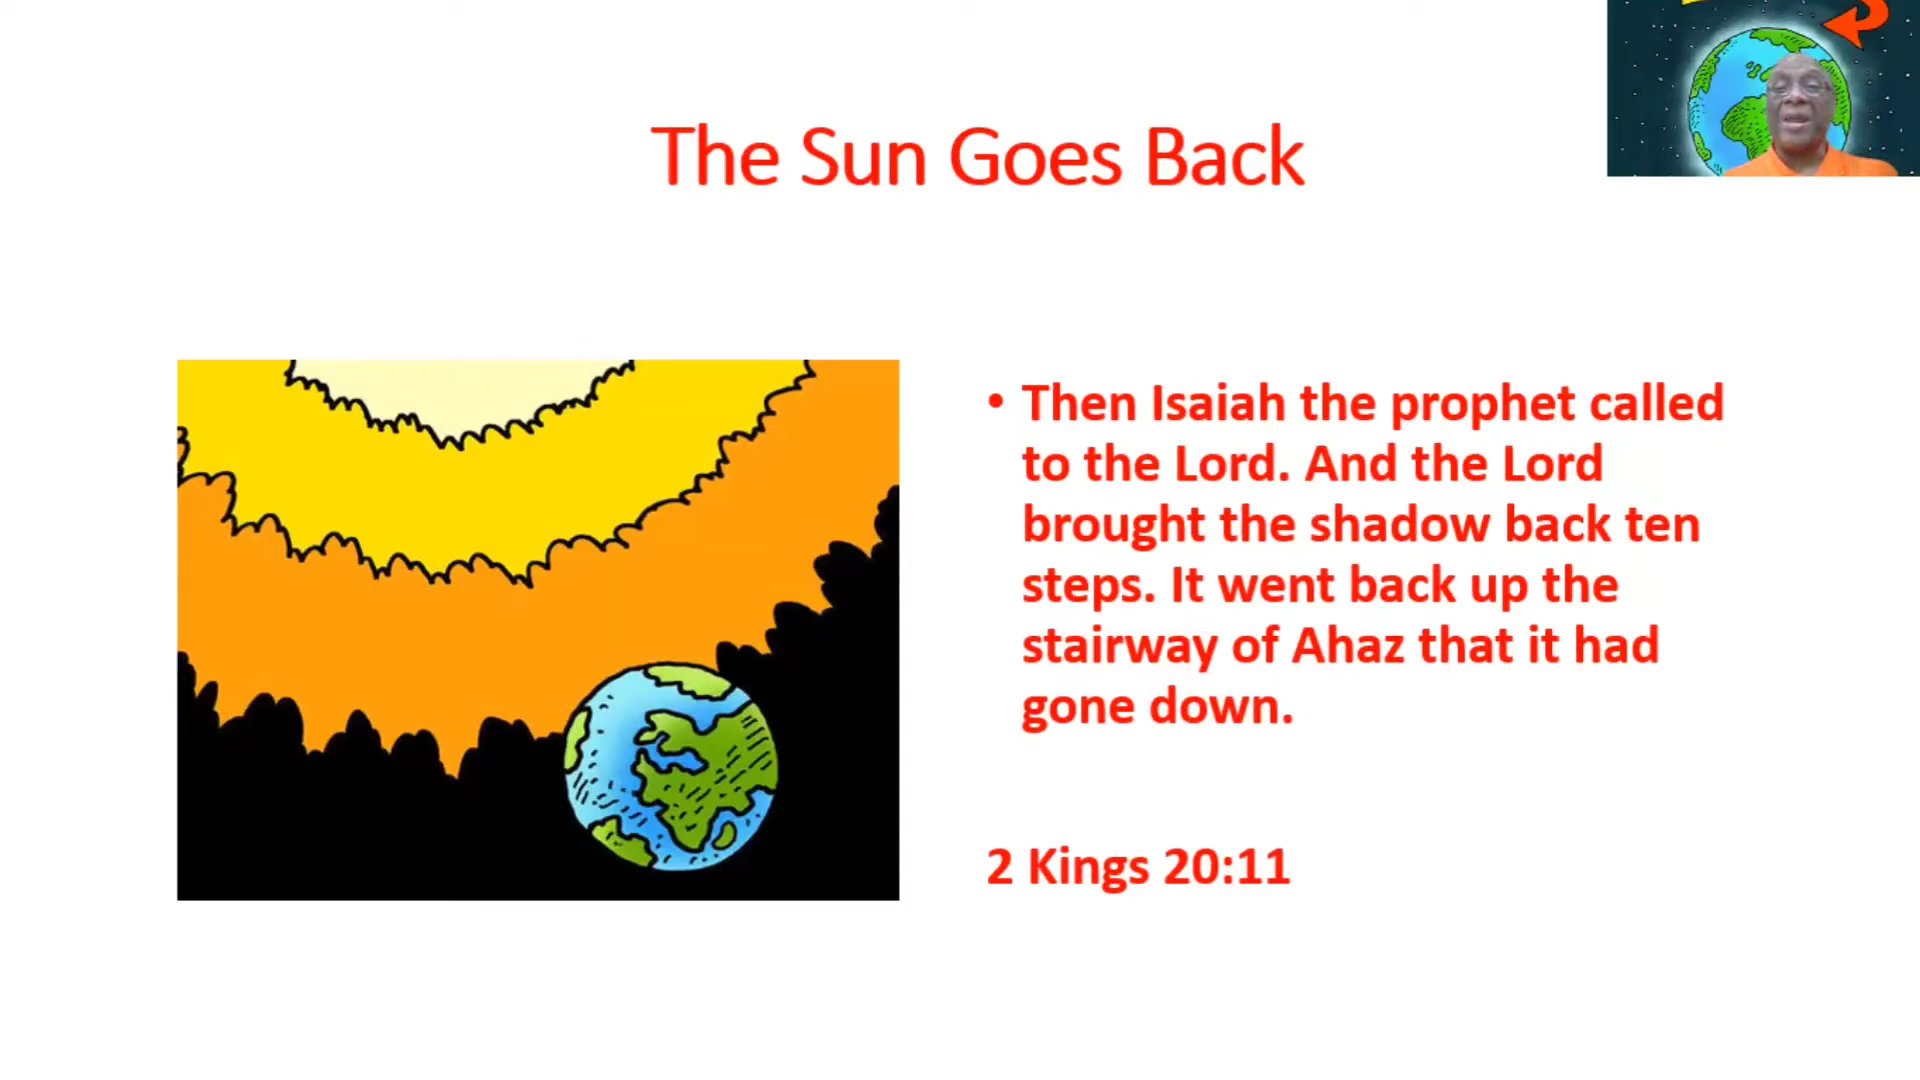 The Sun Goes Back
• Then Isaiah the prophet called
to the Lord. And the Lord
brought the shadow back ten
steps. It went back up the
stairway of Ahaz that it had
gone down.
2 Kings 20:11